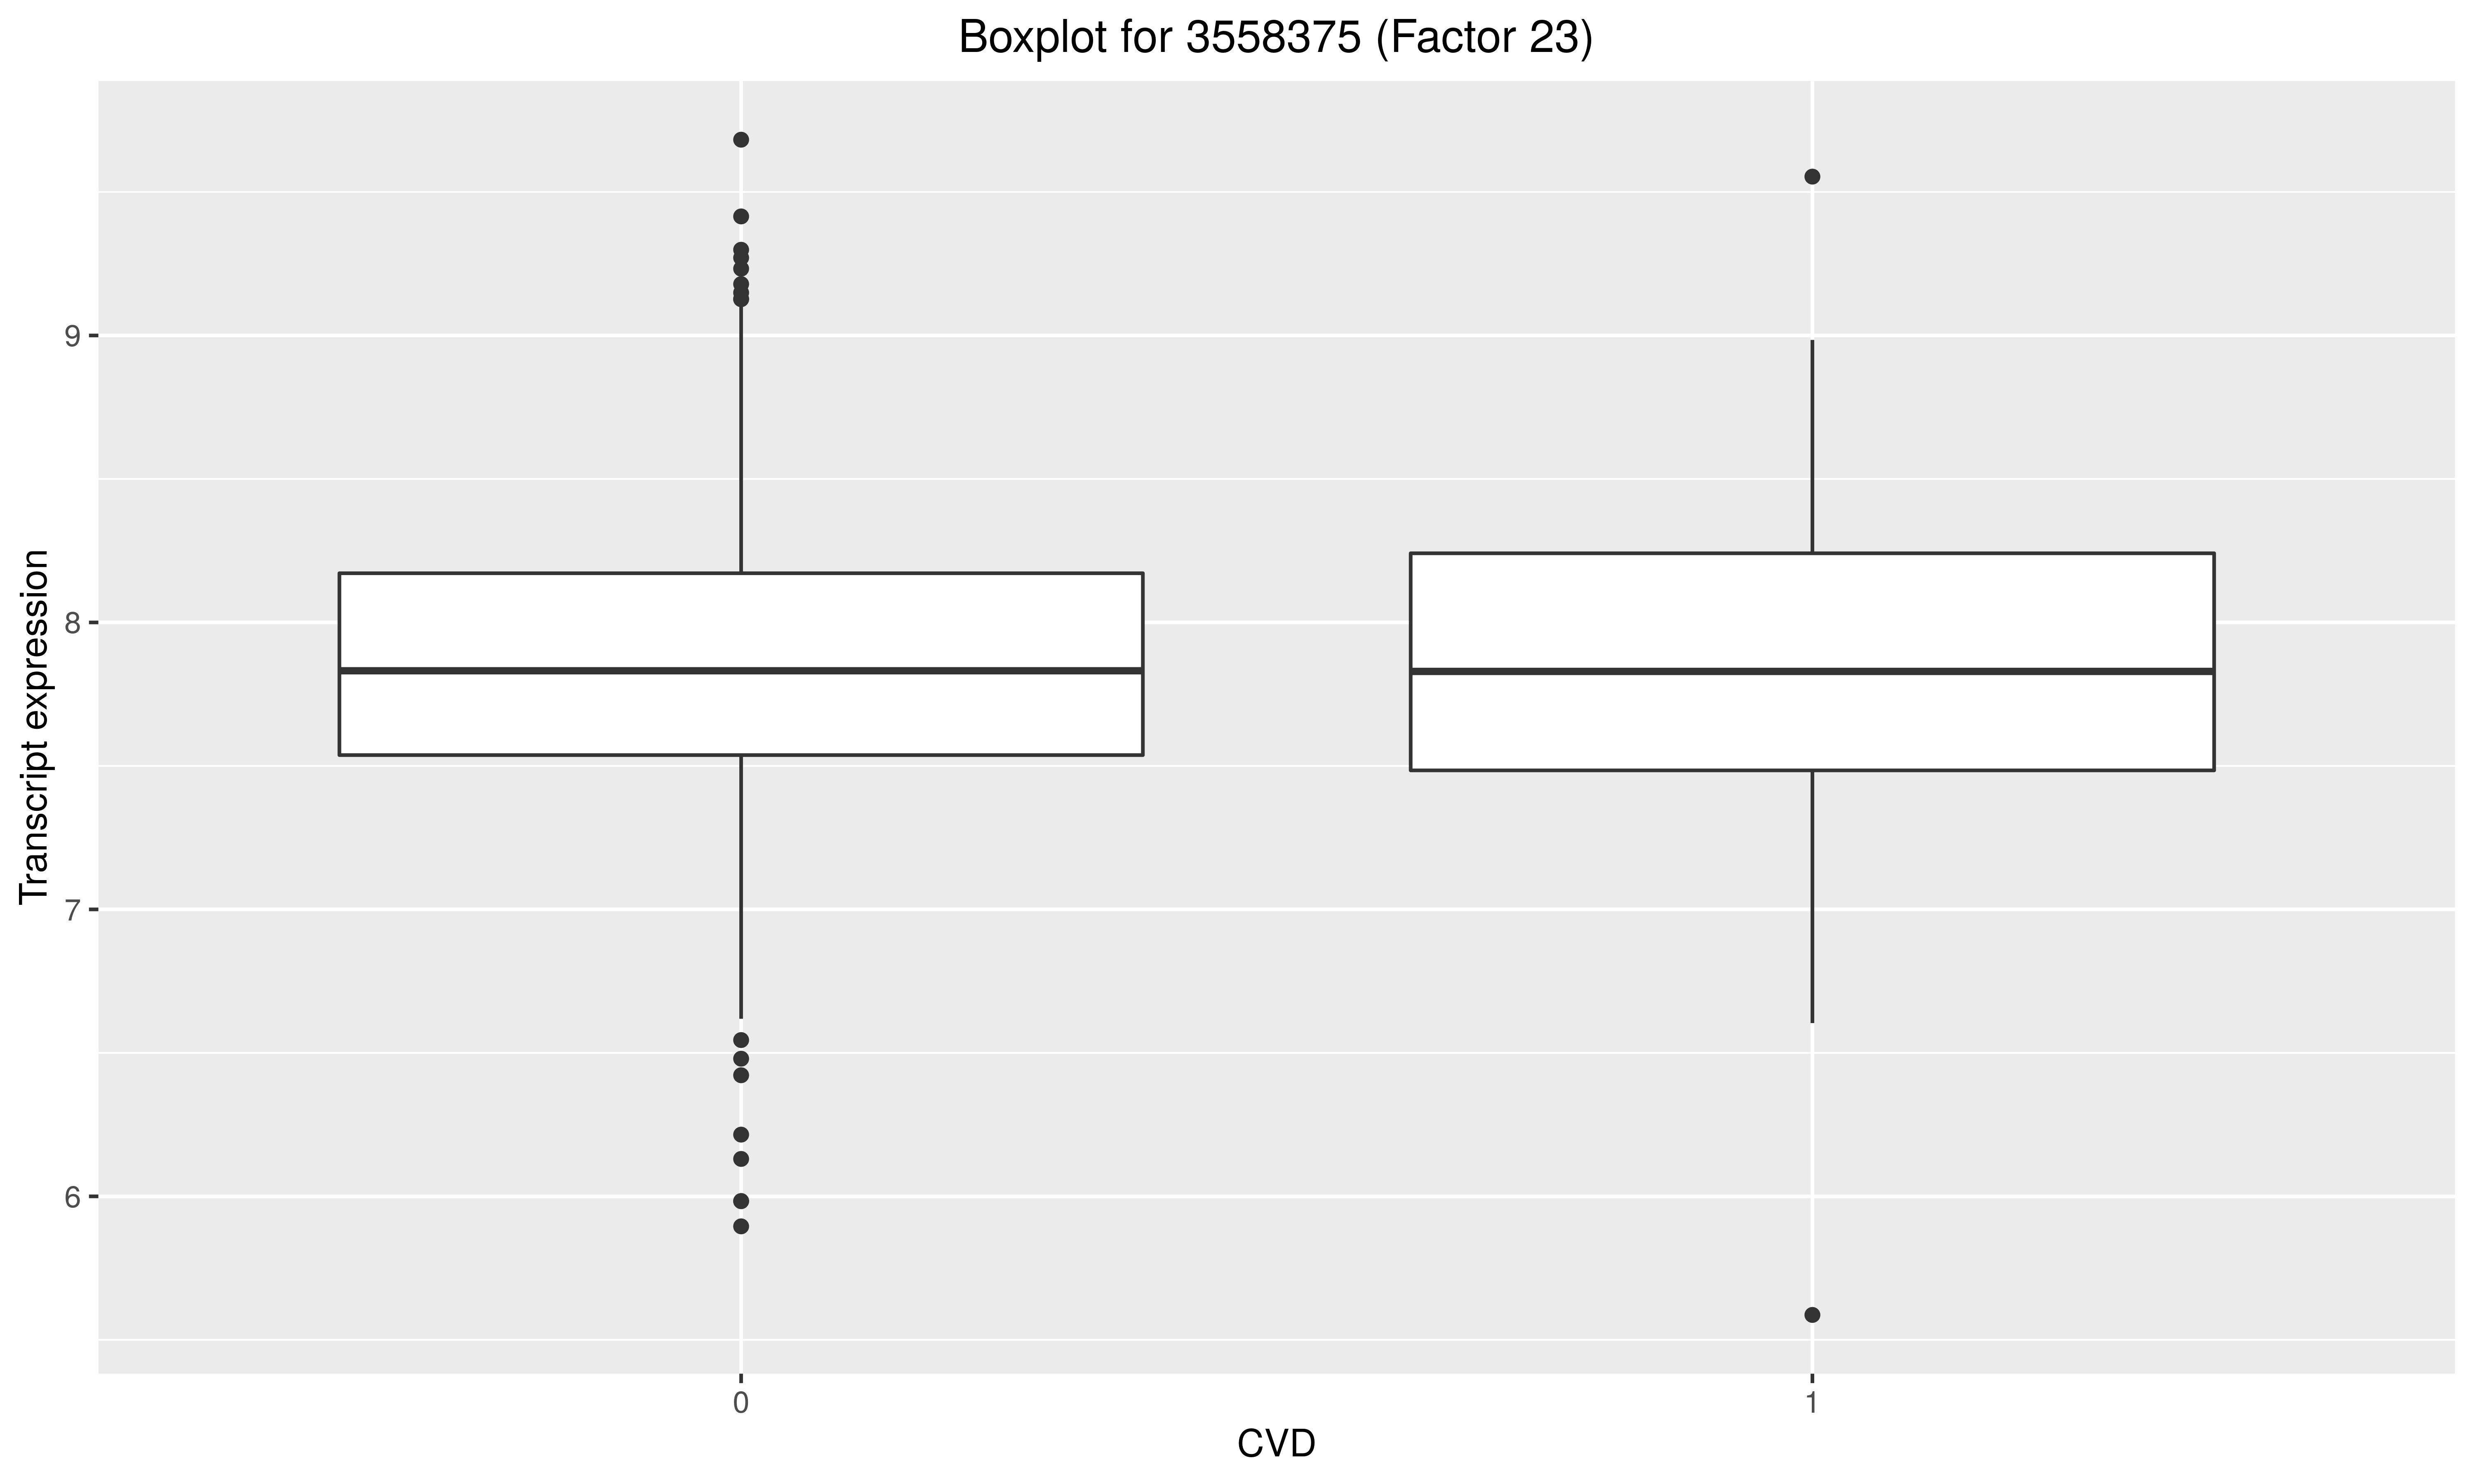 Boxplot for 3558375 (Factor 23)
Transcript expression
9
8
7
6
0
1
CVD